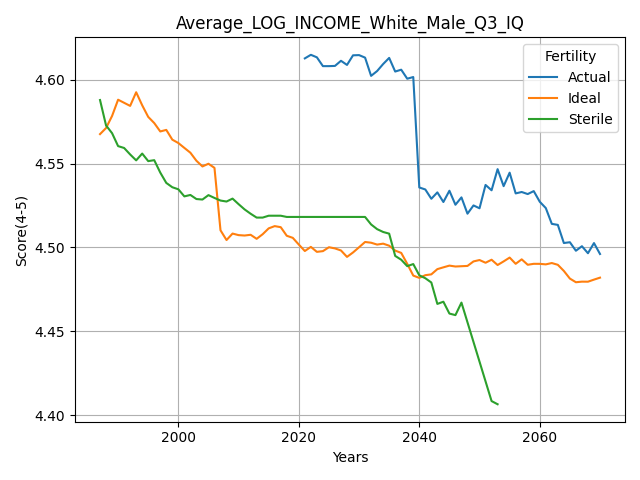 Average_LOG_INCOME_White_Male_Q3_IQ
Fertility
Actual
Ideal
Sterile
Score(4-5)
4.60
4.55
4.50
4.45
4.40
2000
2020
2040
2060
Years